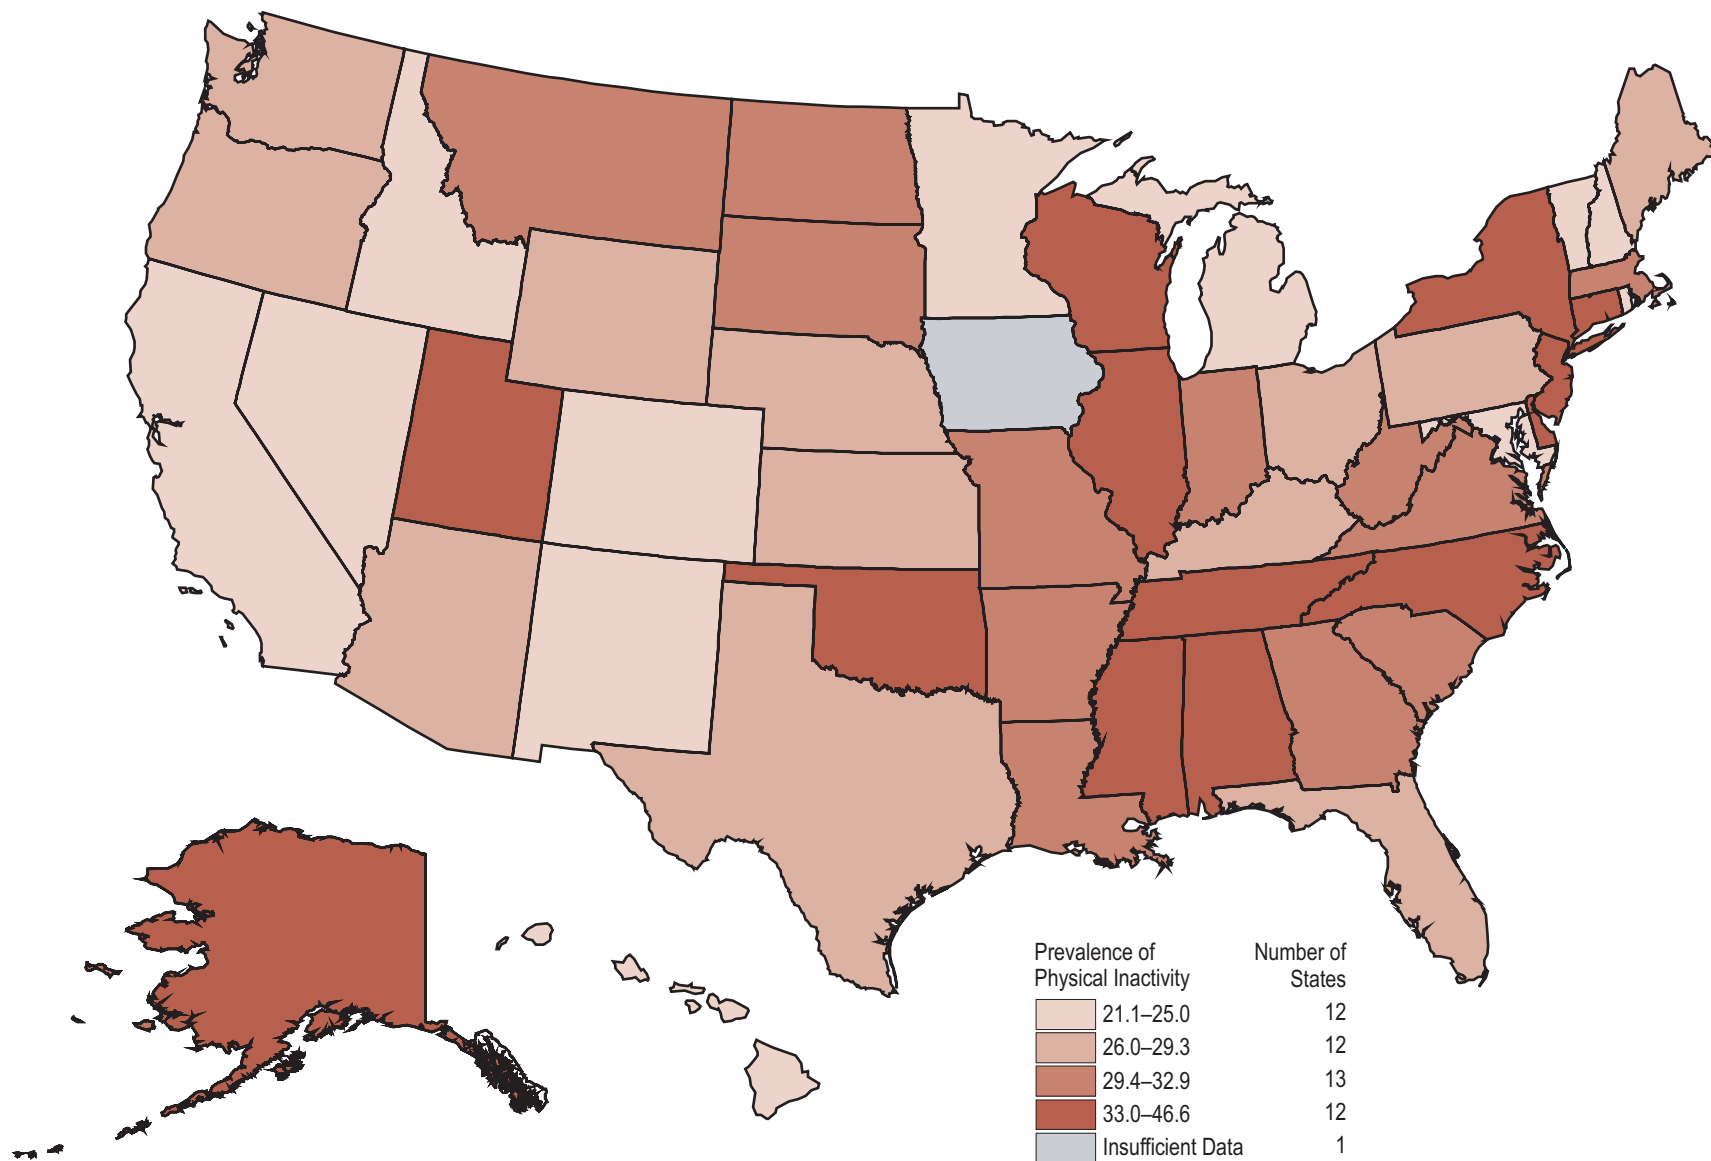 Prevalence of Number of
Physical Inactivity States
21.1–25.0 12
26.0–29.3 12
29.4–32.9 13
33.0–46.6 12
Insufficient Data 1